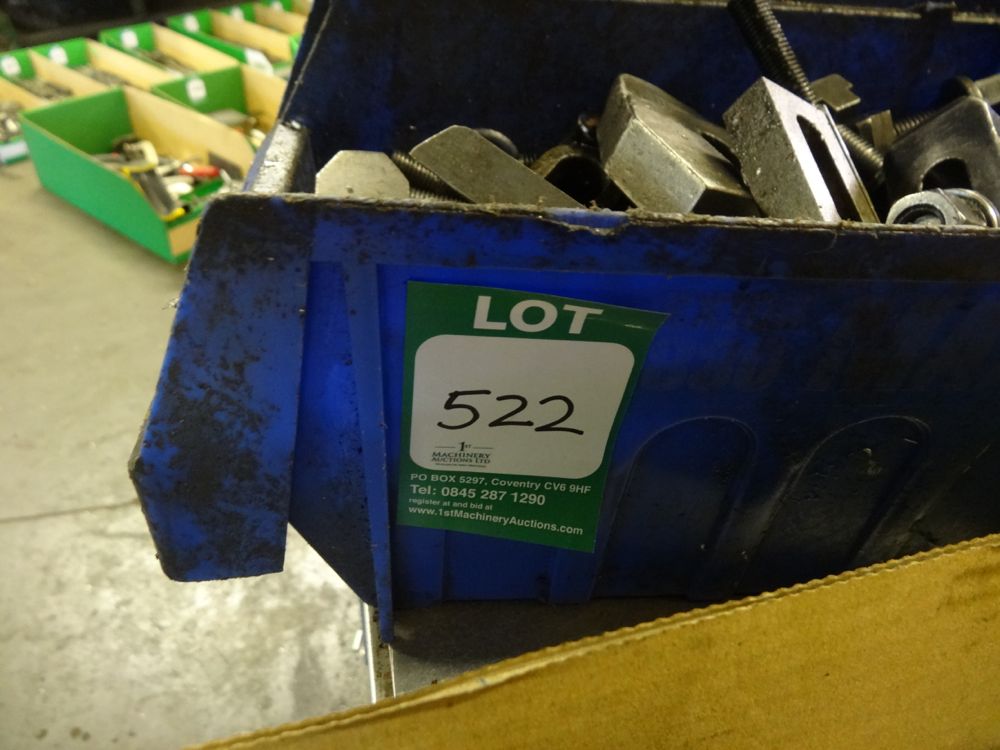 LOT
522
1ST
MACHINERY
AUCTIONS LTD
PO BOX 5297, Coventry CV6 9HF
Tel: 0845 287 1290
register at and bid at
www.1stMachineryAuctions.com